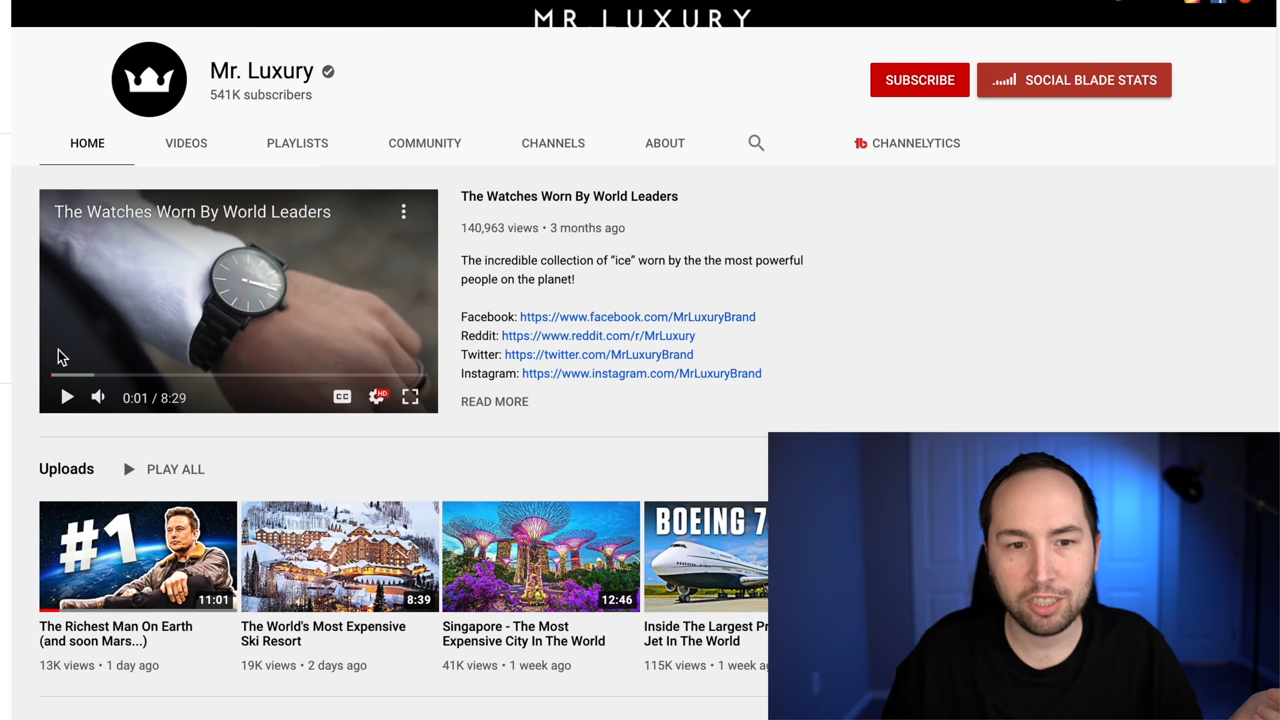 MR. LUXURY
Mr. Luxury
541K subscribers
SUBSCRIBE
SOCIAL BLADE STATS
HOME
VIDEOS
PLAYLISTS
COMMUNITY
CHANNELS
ABOUT
CHANNELYTICS
The Watches Worn By World Leaders
0:01 / 8:29
CC
HD
The Watches Worn By World Leaders
140,963 views • 3 months ago
The incredible collection of “ice” worn by the the most powerful
people on the planet!
Facebook: https://www.facebook.com/MrLuxuryBrand
Reddit: https://www.reddit.com/r/MrLuxury
Twitter: https://twitter.com/MrLuxuryBrand
Instagram: https://www.instagram.com/MrLuxuryBrand
READ MORE
Uploads
PLAY ALL
#1
11:01
The Richest Man On Earth
(and soon Mars...)
13K views • 1 day ago
8:39
The World's Most Expensive
Ski Resort
19K views • 2 days ago
12:46
Singapore - The Most
Expensive City In The World
41K views • 1 week ago
BOEING 7
Inside The Largest Pr
Jet In The World
115K views • 1 week ag